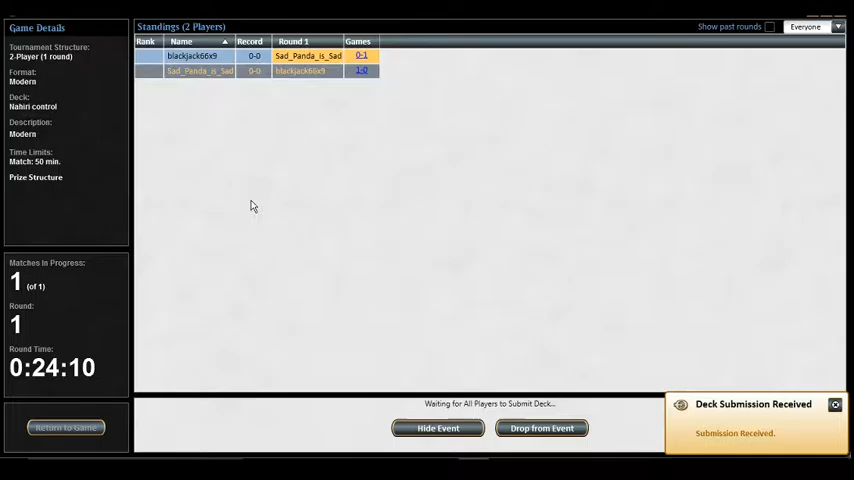 Game Details
Tournament Structure:
2-Player (1 round)
Format:
Modern
Deck:
Nahiri control
Description:
Modern
Time Limits:
Match: 50 min.
Prize Structure
Matches In Progress:
1 (of 1)
Round:
1
Round Time:
0:24:10
Return to Game
Standings (2 Players)
Show past rounds
Everyone
Rank Name Record Round 1 Games
blackjack66x9 0-0 Sad_Panda_is_Sad 0-1
Sad_Panda_is_Sad 0-0 blackjack66x9 1-0
Waiting for All Players to Submit Deck...
Hide Event
Drop from Event
Deck Submission Received
Submission Received.